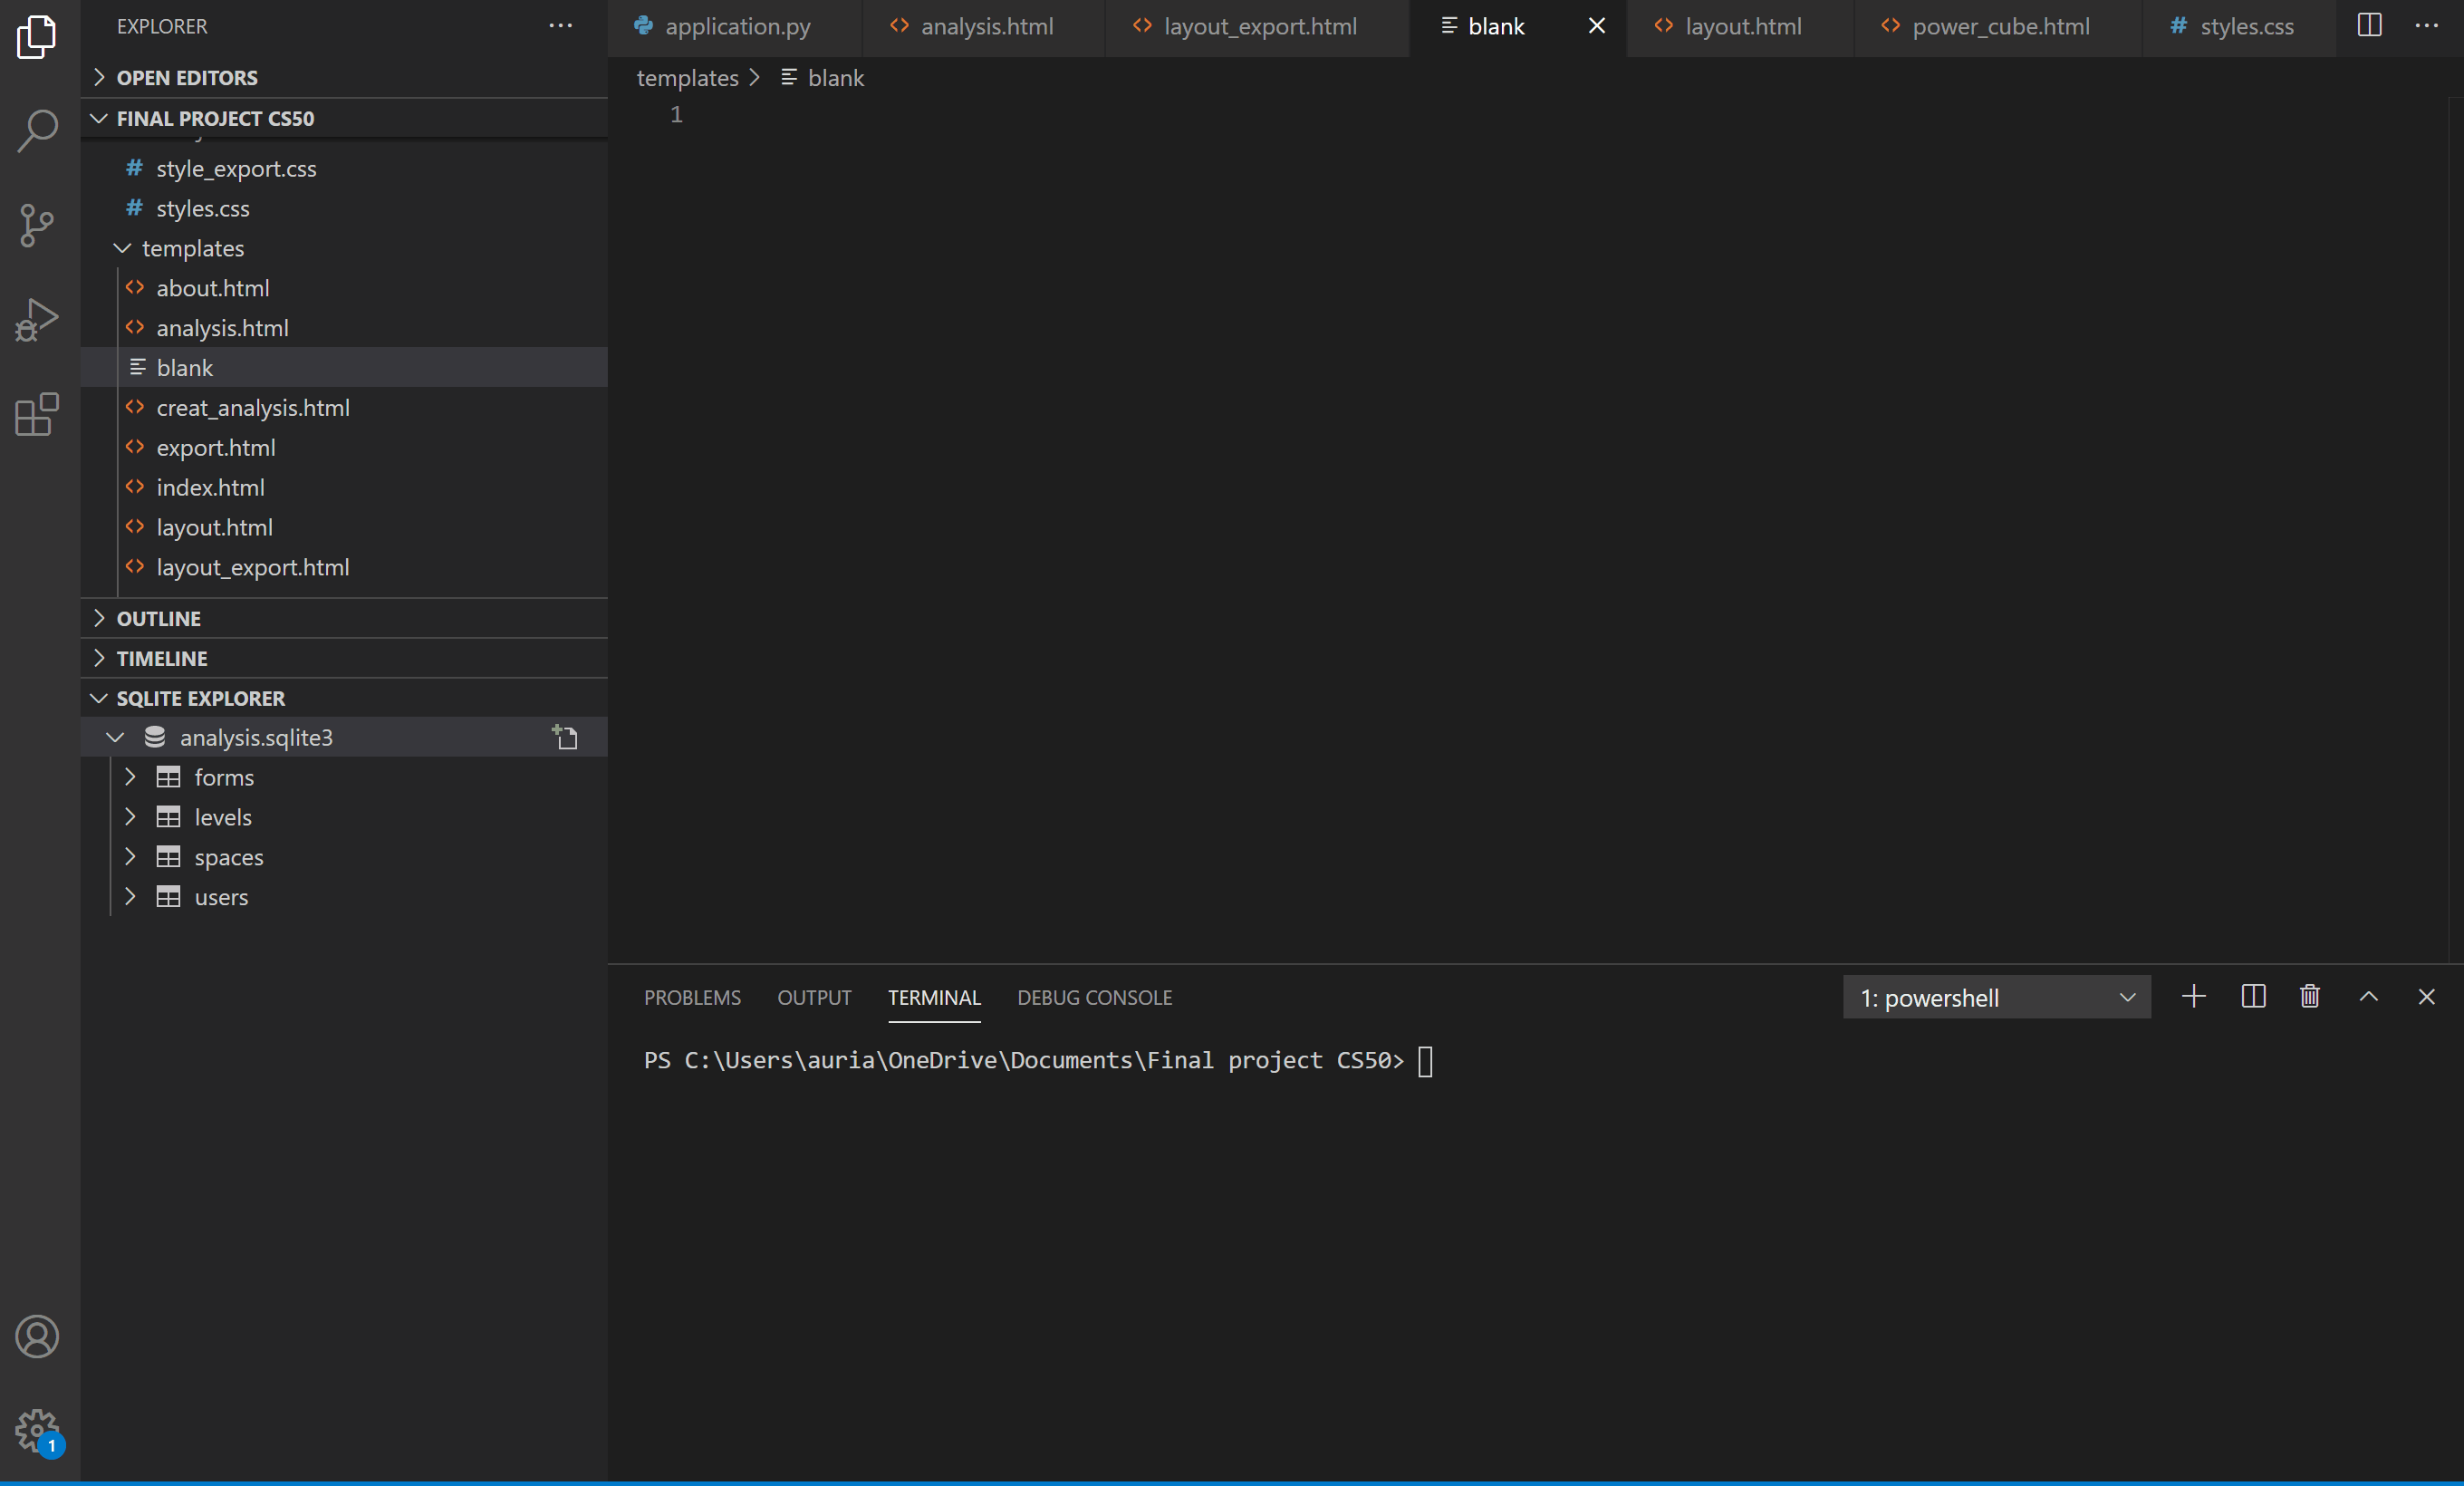 EXPLORER
OPEN EDITORS
FINAL PROJECT CS50
style_export.css
styles.css
templates
about.html
analysis.html
blank
creat_analysis.html
export.html
index.html
layout.html
layout_export.html
OUTLINE
TIMELINE
SQLITE EXPLORER
analysis.sqlite3
forms
levels
spaces
users
1
application.py
analysis.html
layout_export.html
blank
layout.html
power_cube.html
styles.css
templates > blank
1
PROBLEMS OUTPUT TERMINAL DEBUG CONSOLE
1: powershell
PS C:\Users\auria\OneDrive\Documents\Final project CS50>